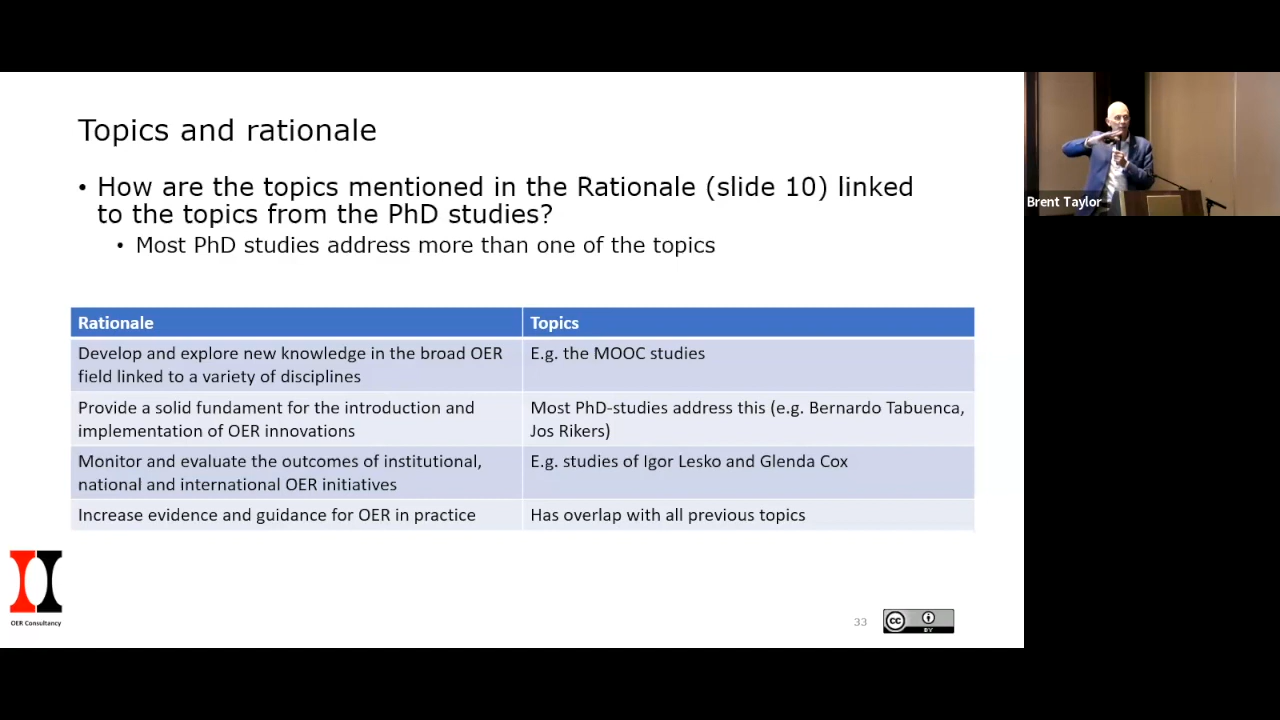 Topics and rationale
• How are the topics mentioned in the Rationale (slide 10) linked
to the topics from the PhD studies?
• Most PhD studies address more than one of the topics
Rationale
Topics
Develop and explore new knowledge in the broad OER
field linked to a variety of disciplines
E.g. the MOOC studies
Provide a solid fundament for the introduction and
implementation of OER innovations
Most PhD-studies address this (e.g. Bernardo Tabuenca,
Jos Rikers)
Monitor and evaluate the outcomes of institutional,
national and international OER initiatives
E.g. studies of Igor Lesko and Glenda Cox
Increase evidence and guidance for OER in practice
Has overlap with all previous topics
OER Consultancy
33
cc
BY
Brent Taylor